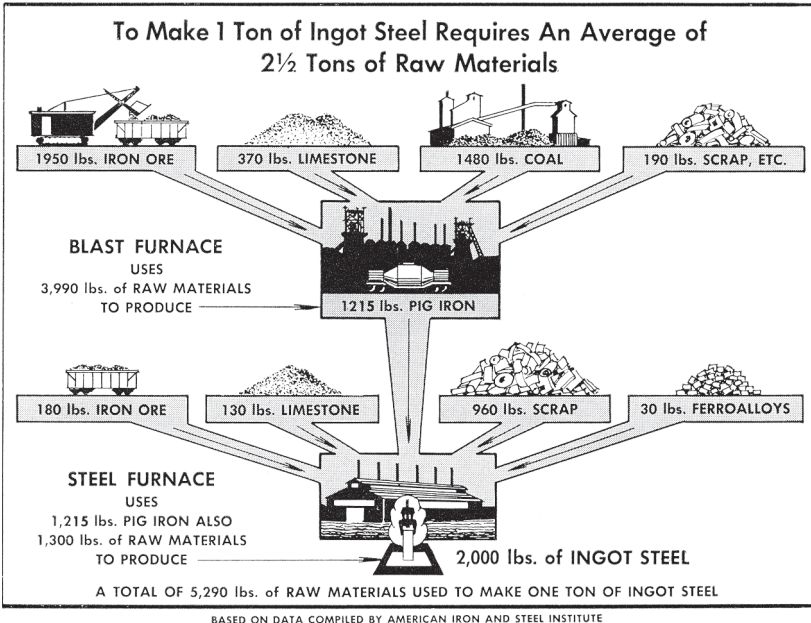 To Make 1 Ton of Ingot Steel Requires An Average of
2½ Tons of Raw Materials
1950 lbs. IRON ORE
370 lbs. LIMESTONE
1480 lbs. COAL
190 lbs. SCRAP, ETC.
BLAST FURNACE
USES
3,990 lbs. of RAW MATERIALS
TO PRODUCE
1215 lbs. PIG IRON
180 lbs. IRON ORE
130 lbs. LIMESTONE
960 lbs. SCRAP
30 lbs. FERROALLOYS
STEEL FURNACE
USES
1,215 lbs. PIG IRON ALSO
1,300 lbs. of RAW MATERIALS
TO PRODUCE
2,000 lbs. of INGOT STEEL
A TOTAL OF 5,290 lbs. of RAW MATERIALS USED TO MAKE ONE TON OF INGOT STEEL
BASED ON DATA COMPILED BY AMERICAN IRON AND STEEL INSTITUTE